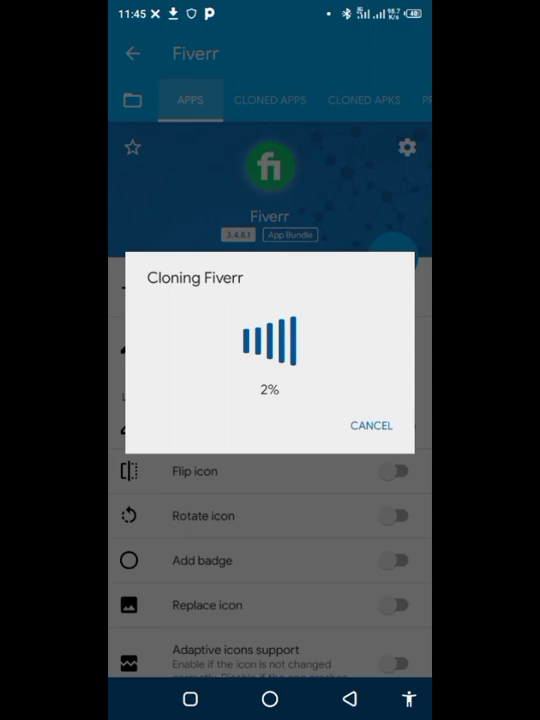 11:45
Fiverr
APPS CLONED APPS CLONED APKS
fi
Fiverr
3.4.6.1 App Bundle
Cloning Fiverr
2%
CANCEL
Flip icon
Rotate icon
Add badge
Replace icon
Adaptive icons support
Enable if the icon is not changed